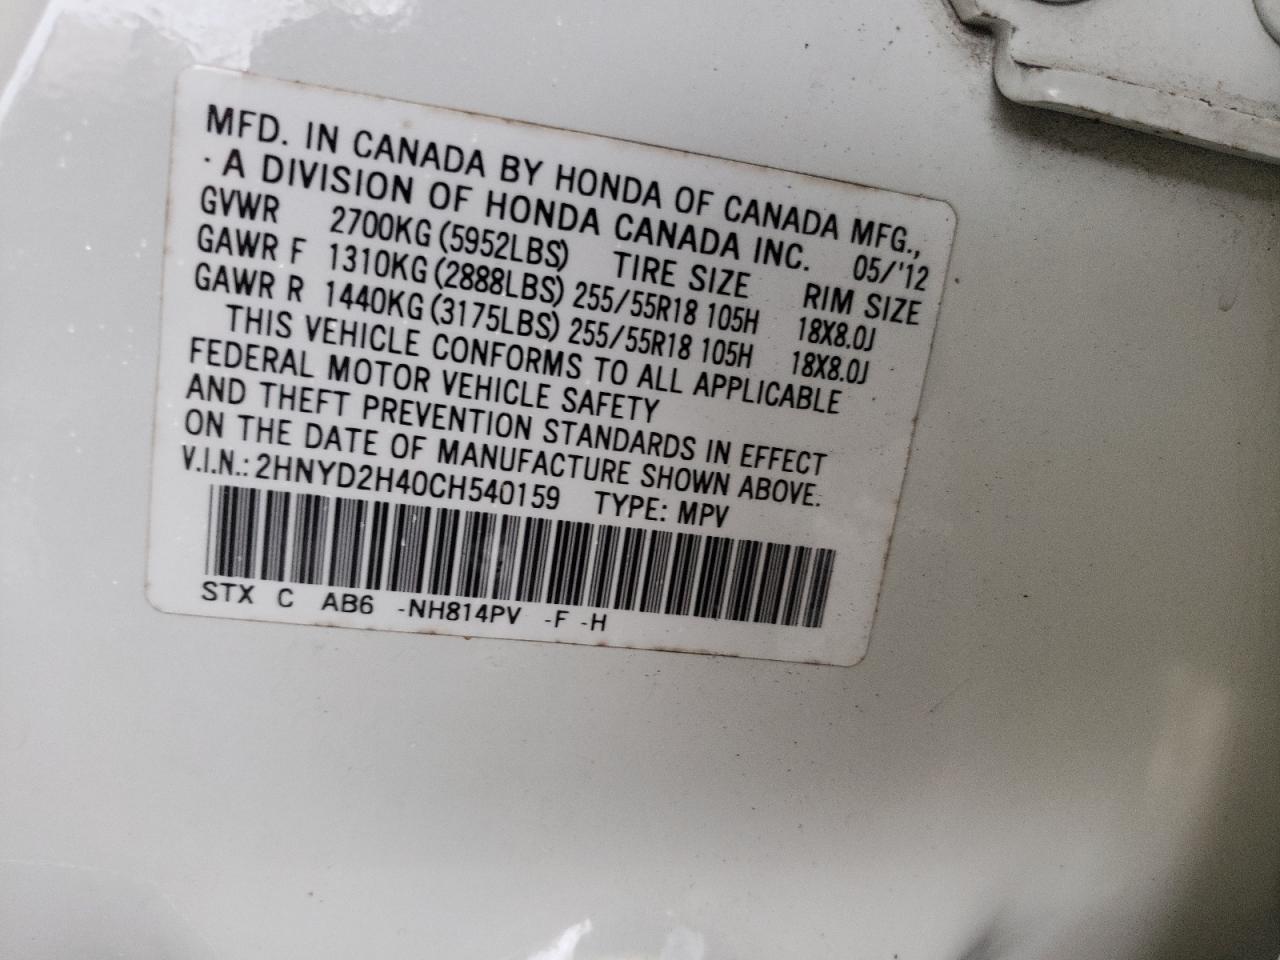 MFD. IN CANADA BY HONDA OF CANADA MFG.,
· A DIVISION OF HONDA CANADA INC. 05/'12
GVWR 2700KG (5952LBS) TIRE SIZE RIM SIZE
GAWR F 1310KG (2888LBS) 255/55R18 105H 18X8.0J
GAWR R 1440KG (3175LBS) 255/55R18 105H 18X8.0J
THIS VEHICLE CONFORMS TO ALL APPLICABLE
FEDERAL MOTOR VEHICLE SAFETY
AND THEFT PREVENTION STANDARDS IN EFFECT
ON THE DATE OF MANUFACTURE SHOWN ABOVE.
V.I.N.: 2HNYD2H40CH540159 TYPE: MPV
STX C AB6 -NH814PV -F -H